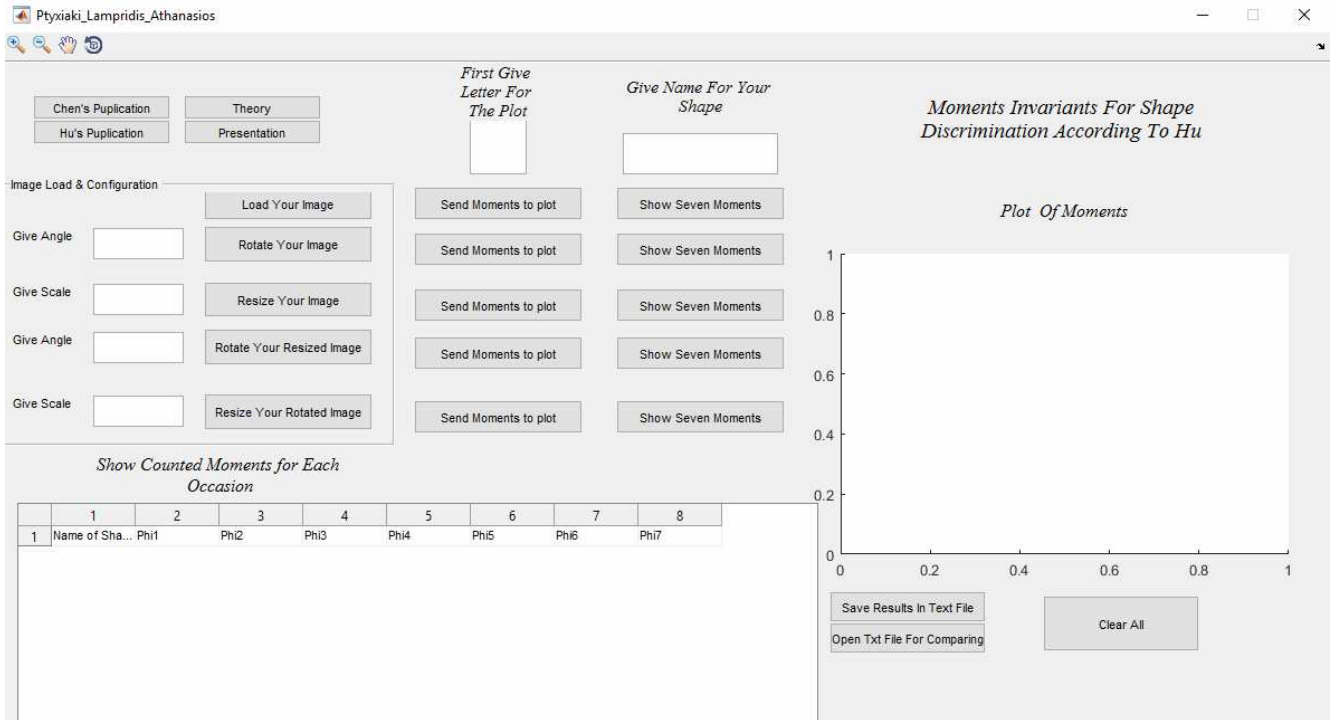 Ptyxiaki_Lampridis_Athanasios
Chen's Puplication
Theory
Hu's Puplication
Presentation
First Give
Letter For
The Plot
Give Name For Your
Shape
Moments Invariants For Shape
Discrimination According To Hu
Image Load & Configuration
Load Your Image
Send Moments to plot
Show Seven Moments
Give Angle
Rotate Your Image
Send Moments to plot
Show Seven Moments
Give Scale
Resize Your Image
Send Moments to plot
Show Seven Moments
Give Angle
Rotate Your Resized Image
Send Moments to plot
Show Seven Moments
Give Scale
Resize Your Rotated Image
Send Moments to plot
Show Seven Moments
Plot Of Moments
1
0.8
0.6
0.4
0.2
0
0 0.2 0.4 0.6 0.8 1
Show Counted Moments for Each
Occasion
1 2 3 4 5 6 7 8
1 Name of Sha... Phi1 Phi2 Phi3 Phi4 Phi5 Phi6 Phi7
Save Results In Text File
Open Txt File For Comparing
Clear All